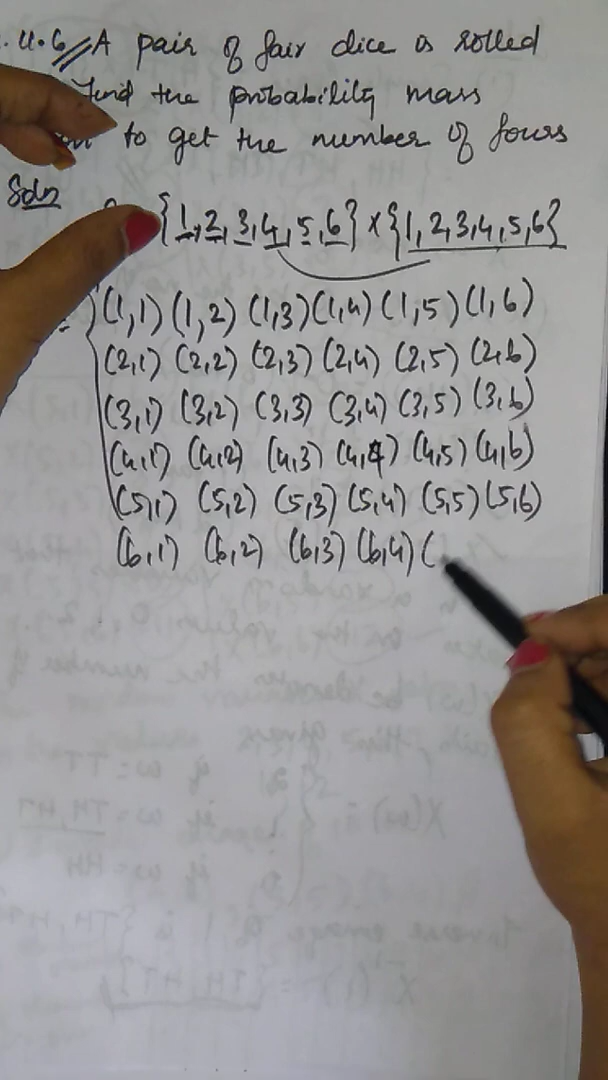 11.6 A pair of fair dice is rolled
Find the probability mass
to get the number of fours
Soln {1,2,3,4,5,6} x {1,2,3,4,5,6}
= (1,1) (1,2) (1,3) (1,4) (1,5) (1,6)
(2,1) (2,2) (2,3) (2,4) (2,5) (2,6)
(3,1) (3,2) (3,3) (3,4) (3,5) (3,6)
(4,1) (4,2) (4,3) (4,4) (4,5) (4,6)
(5,1) (5,2) (5,3) (5,4) (5,5) (5,6)
(6,1) (6,2) (6,3) (6,4) (